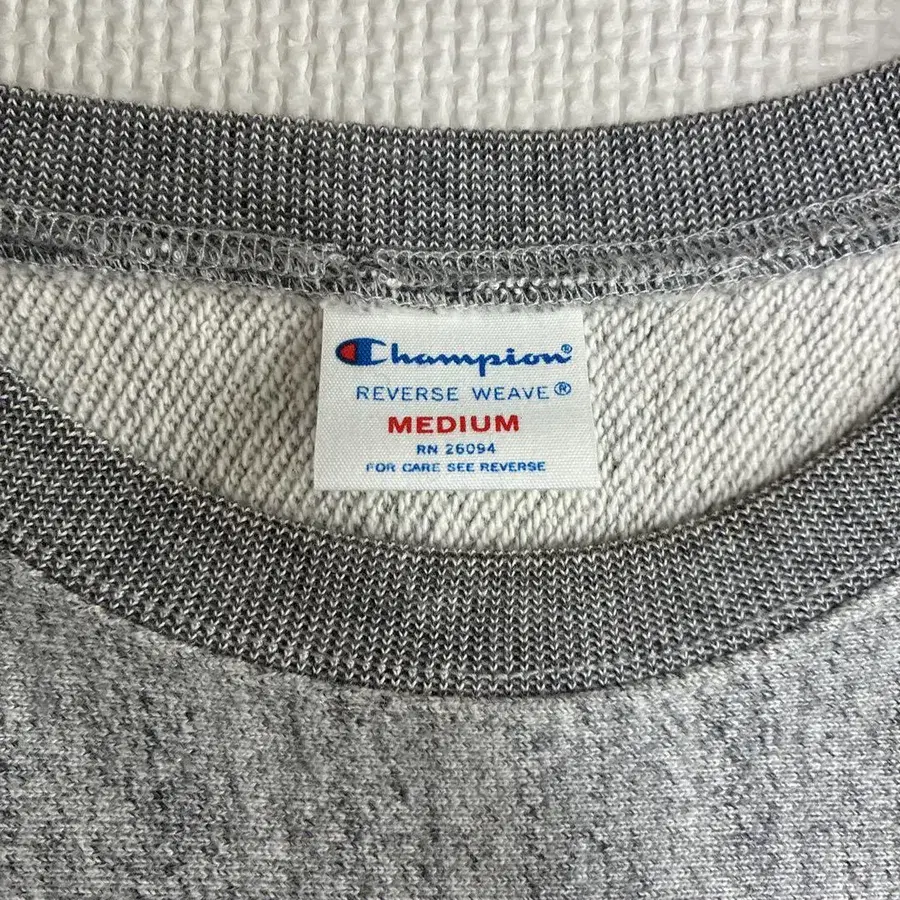 Champion®
REVERSE WEAVE®
MEDIUM
RN 26094
FOR CARE SEE REVERSE